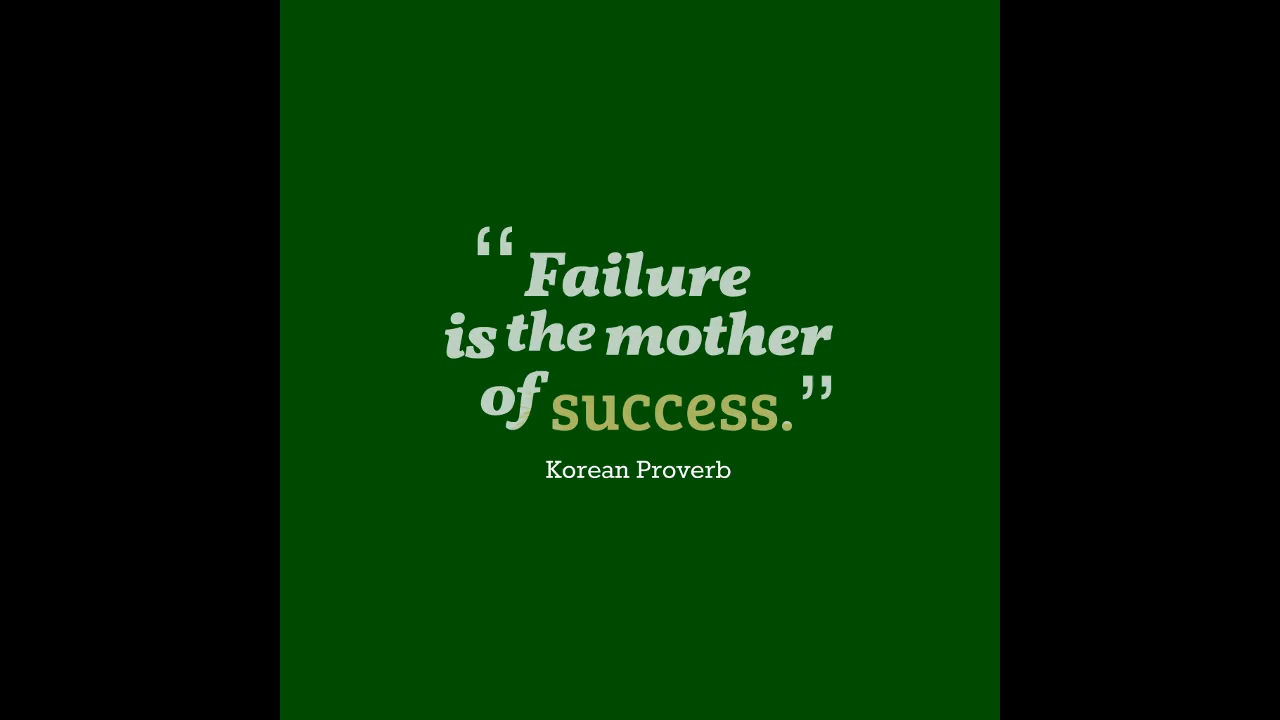 “Failure
is the mother
of success.”
Korean Proverb